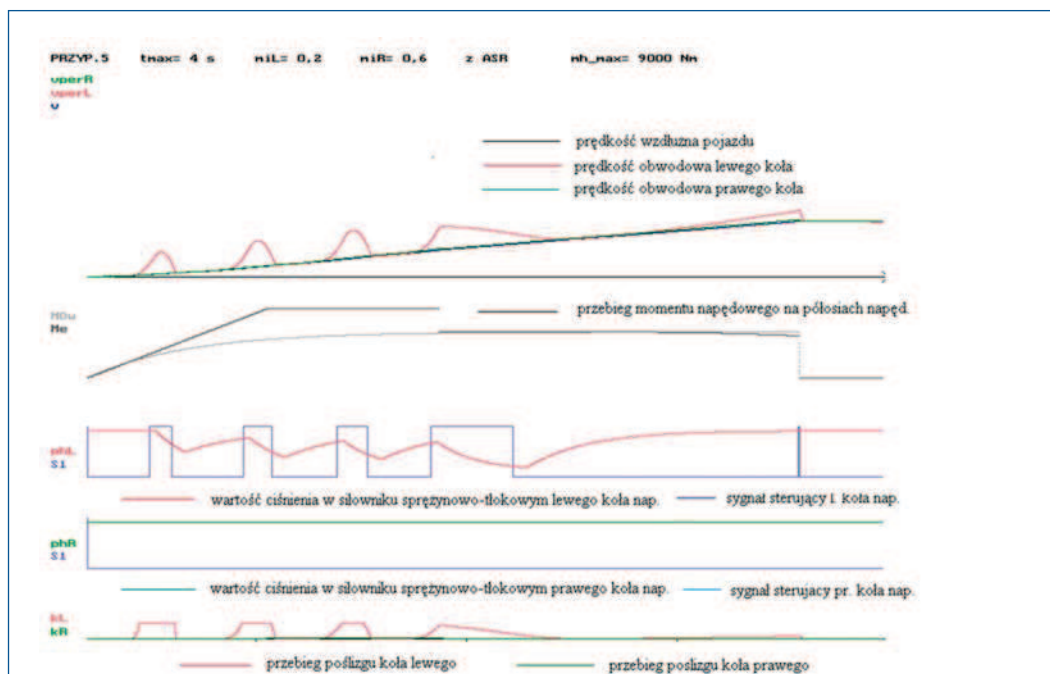 PRZYP.5 tmax= 4 s miL= 0,2 miR= 0,6 z ASR mh_max= 9000 Nm
vperR
vperL
v
prędkość wzdłużna pojazdu
prędkość obwodowa lewego koła
prędkość obwodowa prawego koła
MOu
Me
przebieg momentu napędowego na półosiach napęd.
phL
S1
wartość ciśnienia w siłowniku sprężynowo-tłokowym lewego koła nap.
sygnał sterujący l. koła nap.
phR
S1
wartość ciśnienia w siłowniku sprężynowo-tłokowym prawego koła nap.
sygnał sterujacy pr. koła nap.
kL
kR
przebieg poślizgu koła lewego
przebieg poślizgu koła prawego